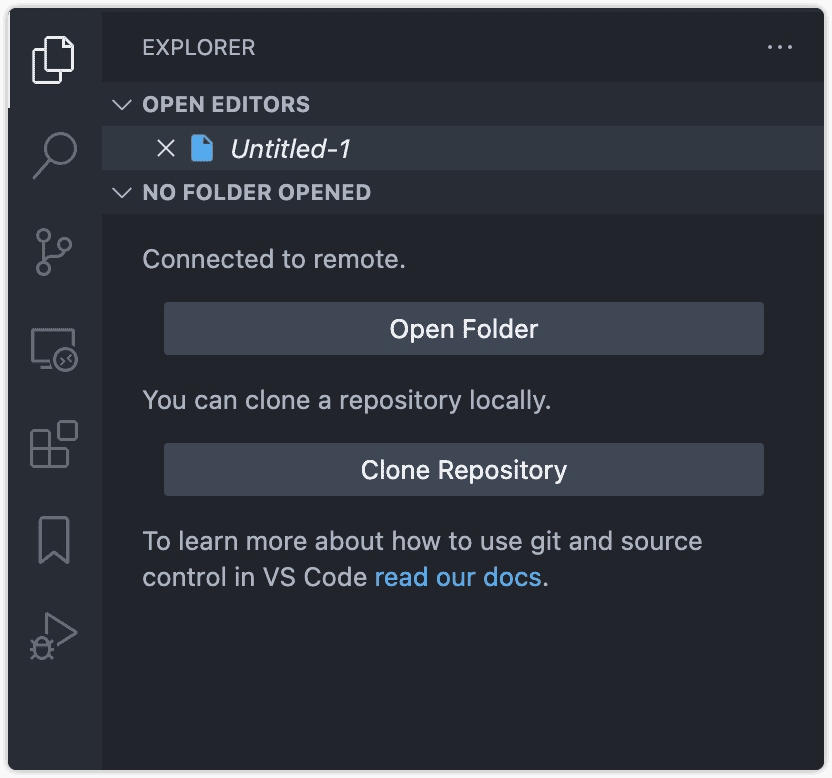 EXPLORER
OPEN EDITORS
Untitled-1
NO FOLDER OPENED
Connected to remote.
Open Folder
You can clone a repository locally.
Clone Repository
To learn more about how to use git and source
control in VS Code read our docs.